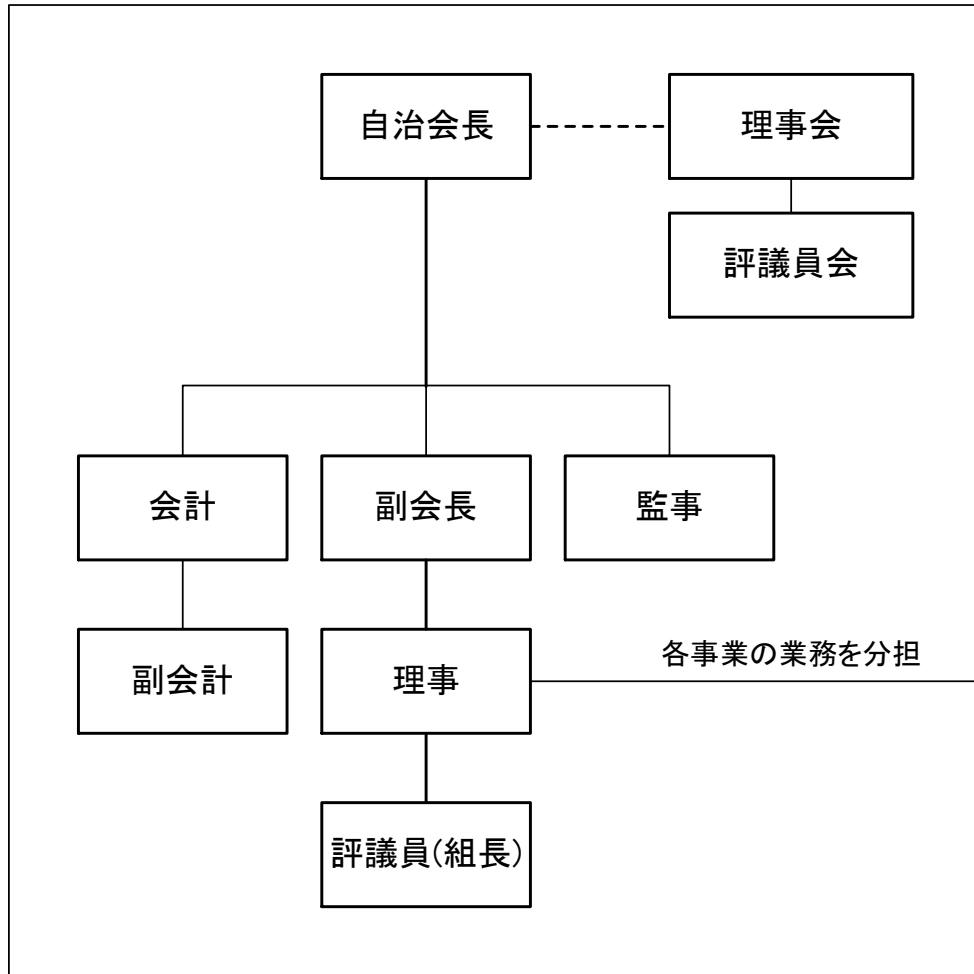 自治会長
理事会
評議員会
会計
副会長
監事
副会計
理事
各事業の業務を分担
評議員(組長)